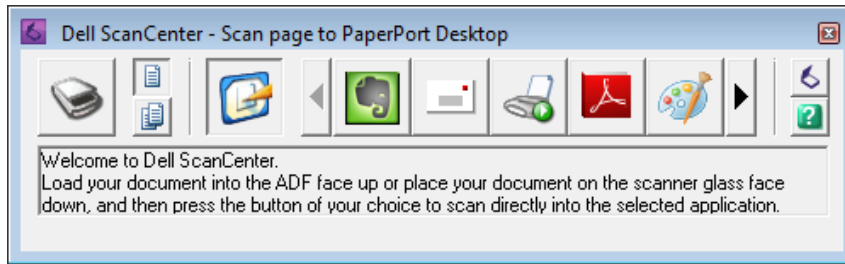 Dell ScanCenter - Scan page to PaperPort Desktop
Welcome to Dell ScanCenter.
Load your document into the ADF face up or place your document on the scanner glass face
down, and then press the button of your choice to scan directly into the selected application.